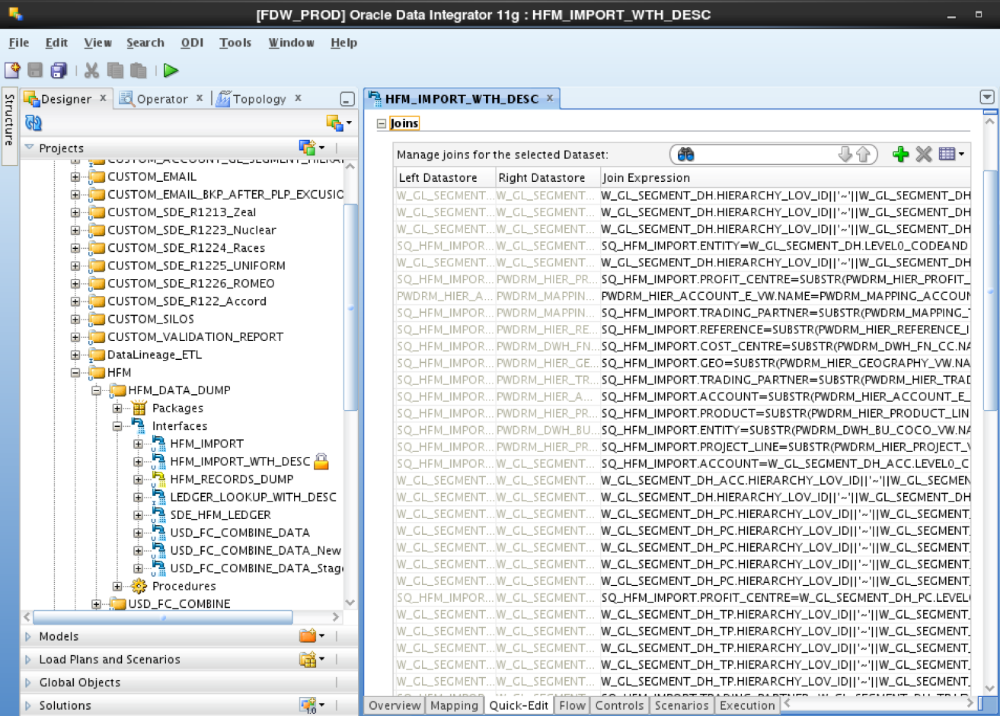 [FDW_PROD] Oracle Data Integrator 11g : HFM_IMPORT_WTH_DESC
File Edit View Search ODI Tools Window Help
Structure
Designer x Operator x Topology x
Projects
CUSTOM_ACCOUNT_GL_SEGMENT_HIERAR
CUSTOM_EMAIL
CUSTOM_EMAIL_BKP_AFTER_PLP_EXCUSIO
CUSTOM_SDE_R1213_Zeal
CUSTOM_SDE_R1223_Nuclear
CUSTOM_SDE_R1224_Races
CUSTOM_SDE_R1225_UNIFORM
CUSTOM_SDE_R1226_ROMEO
CUSTOM_SDE_R122_Accord
CUSTOM_SILOS
CUSTOM_VALIDATION_REPORT
DataLineage_ETL
HFM
HFM_DATA_DUMP
Packages
Interfaces
HFM_IMPORT
HFM_IMPORT_WTH_DESC
HFM_RECORDS_DUMP
LEDGER_LOOKUP_WITH_DESC
SDE_HFM_LEDGER
USD_FC_COMBINE_DATA
USD_FC_COMBINE_DATA_New
USD_FC_COMBINE_DATA_Stag
Procedures
USD_FC_COMBINE
Models
Load Plans and Scenarios
Global Objects
Solutions
1.0
HFM_IMPORT_WTH_DESC x
Joins
Manage joins for the selected Dataset:
Left Datastore Right Datastore Join Expression
W_GL_SEGMENT... W_GL_SEGMENT... W_GL_SEGMENT_DH.HIERARCHY_LOV_ID||'~'||W_GL_SEGMENT_DH
W_GL_SEGMENT... W_GL_SEGMENT... W_GL_SEGMENT_DH.HIERARCHY_LOV_ID||'~'||W_GL_SEGMENT_DH
W_GL_SEGMENT... W_GL_SEGMENT... W_GL_SEGMENT_DH.HIERARCHY_LOV_ID||'~'||W_GL_SEGMENT_DH
SQ_HFM_IMPOR... W_GL_SEGMENT... SQ_HFM_IMPORT.ENTITY=W_GL_SEGMENT_DH.LEVEL0_CODEAND
W_GL_SEGMENT... W_GL_SEGMENT... W_GL_SEGMENT_DH.HIERARCHY_LOV_ID||'~'||W_GL_SEGMENT_DH
SQ_HFM_IMPOR... PWDRM_HIER_PR... SQ_HFM_IMPORT.PROFIT_CENTRE=SUBSTR(PWDRM_HIER_PROFIT_
PWDRM_HIER_A... PWDRM_MAPPIN... PWDRM_HIER_ACCOUNT_E_VW.NAME=PWDRM_MAPPING_ACCOUN
SQ_HFM_IMPOR... PWDRM_MAPPIN... SQ_HFM_IMPORT.TRADING_PARTNER=SUBSTR(PWDRM_MAPPING_T
SQ_HFM_IMPOR... PWDRM_HIER_RE... SQ_HFM_IMPORT.REFERENCE=SUBSTR(PWDRM_HIER_REFERENCE_I
SQ_HFM_IMPOR... PWDRM_DWH_FN... SQ_HFM_IMPORT.COST_CENTRE=SUBSTR(PWDRM_DWH_FN_CC.NA
SQ_HFM_IMPOR... PWDRM_HIER_GE... SQ_HFM_IMPORT.GEO=SUBSTR(PWDRM_HIER_GEOGRAPHY_VW.NA
SQ_HFM_IMPOR... PWDRM_HIER_TR... SQ_HFM_IMPORT.TRADING_PARTNER=SUBSTR(PWDRM_HIER_TRAD
SQ_HFM_IMPOR... PWDRM_HIER_A... SQ_HFM_IMPORT.ACCOUNT=SUBSTR(PWDRM_HIER_ACCOUNT_E_
SQ_HFM_IMPOR... PWDRM_HIER_PR... SQ_HFM_IMPORT.PRODUCT=SUBSTR(PWDRM_HIER_PRODUCT_LIN
SQ_HFM_IMPOR... PWDRM_DWH_BU... SQ_HFM_IMPORT.ENTITY=SUBSTR(PWDRM_DWH_BU_COCO_VW.NA
SQ_HFM_IMPOR... PWDRM_HIER_PR... SQ_HFM_IMPORT.PROJECT_LINE=SUBSTR(PWDRM_HIER_PROJECT_V
SQ_HFM_IMPOR... W_GL_SEGMENT... SQ_HFM_IMPORT.ACCOUNT=W_GL_SEGMENT_DH_ACC.LEVEL0_C
W_GL_SEGMENT... W_GL_SEGMENT... W_GL_SEGMENT_DH_ACC.HIERARCHY_LOV_ID||'~'||W_GL_SEGMEN
W_GL_SEGMENT... W_GL_SEGMENT... W_GL_SEGMENT_DH.HIERARCHY_LOV_ID||'~'||W_GL_SEGMENT_DH
W_GL_SEGMENT... W_GL_SEGMENT... W_GL_SEGMENT_DH_PC.HIERARCHY_LOV_ID||'~'||W_GL_SEGMENT_
W_GL_SEGMENT... W_GL_SEGMENT... W_GL_SEGMENT_DH_PC.HIERARCHY_LOV_ID||'~'||W_GL_SEGMENT_
W_GL_SEGMENT... W_GL_SEGMENT... W_GL_SEGMENT_DH_PC.HIERARCHY_LOV_ID||'~'||W_GL_SEGMENT_
W_GL_SEGMENT... W_GL_SEGMENT... W_GL_SEGMENT_DH_PC.HIERARCHY_LOV_ID||'~'||W_GL_SEGMENT_
W_GL_SEGMENT... W_GL_SEGMENT... W_GL_SEGMENT_DH_PC.HIERARCHY_LOV_ID||'~'||W_GL_SEGMENT_
SQ_HFM_IMPOR... W_GL_SEGMENT... SQ_HFM_IMPORT.PROFIT_CENTRE=W_GL_SEGMENT_DH_PC.LEVEL
W_GL_SEGMENT... W_GL_SEGMENT... W_GL_SEGMENT_DH_TP.HIERARCHY_LOV_ID||'~'||W_GL_SEGMENT_
W_GL_SEGMENT... W_GL_SEGMENT... W_GL_SEGMENT_DH_TP.HIERARCHY_LOV_ID||'~'||W_GL_SEGMENT_
W_GL_SEGMENT... W_GL_SEGMENT... W_GL_SEGMENT_DH_TP.HIERARCHY_LOV_ID||'~'||W_GL_SEGMENT_
W_GL_SEGMENT... W_GL_SEGMENT... W_GL_SEGMENT_DH_TP.HIERARCHY_LOV_ID||'~'||W_GL_SEGMENT_
W_GL_SEGMENT... W_GL_SEGMENT... W_GL_SEGMENT_DH_TP.HIERARCHY_LOV_ID||'~'||W_GL_SEGMENT_
Overview Mapping Quick-Edit Flow Controls Scenarios Execution